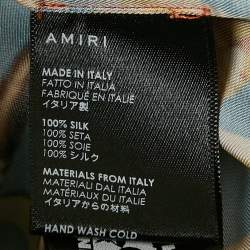 AMIRI
MADE IN ITALY
FATTO IN ITALIA
FABRIQUÉ EN ITALIE
イタリア製
100% SILK
100% SETA
100% SOIE
100% シルク
MATERIALS FROM ITALY
MATERIALI DAL ITALIA
MATÉRIAUX DE ITALIE
イタリアからの材料
HAND WASH COLD